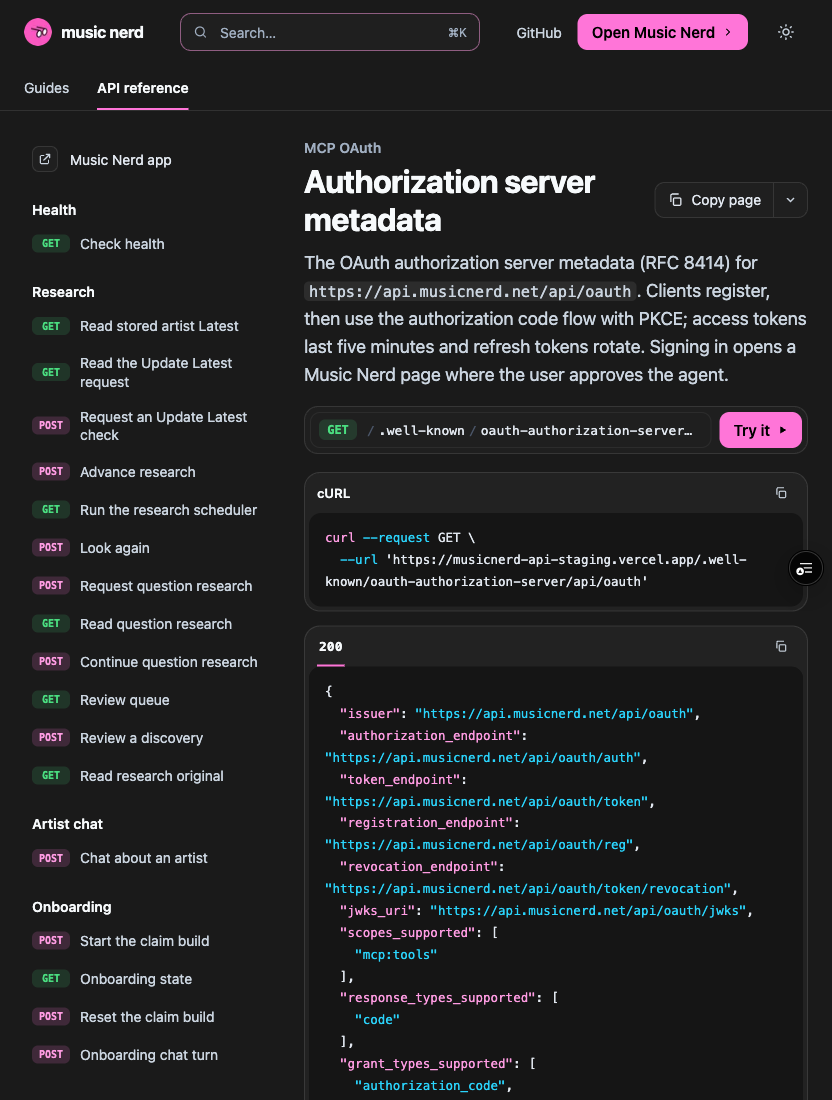 music nerd
Search...
⌘K
GitHub
Open Music Nerd
Guides
API reference
Music Nerd app
Health
GET Check health
Research
GET Read stored artist Latest
GET Read the Update Latest
request
POST Request an Update Latest
check
POST Advance research
GET Run the research scheduler
POST Look again
POST Request question research
GET Read question research
POST Continue question research
GET Review queue
POST Review a discovery
GET Read research original
Artist chat
POST Chat about an artist
Onboarding
POST Start the claim build
GET Onboarding state
POST Reset the claim build
POST Onboarding chat turn
MCP OAuth
Authorization server
metadata
Copy page
The OAuth authorization server metadata (RFC 8414) for
https://api.musicnerd.net/api/oauth. Clients register,
then use the authorization code flow with PKCE; access tokens
last five minutes and refresh tokens rotate. Signing in opens a
Music Nerd page where the user approves the agent.
GET /.well-known/oauth-authorization-server…
Try it
cURL
curl --request GET \
--url 'https://musicnerd-api-staging.vercel.app/.well-
known/oauth-authorization-server/api/oauth'
200
{
"issuer": "https://api.musicnerd.net/api/oauth",
"authorization_endpoint":
"https://api.musicnerd.net/api/oauth/auth",
"token_endpoint":
"https://api.musicnerd.net/api/oauth/token",
"registration_endpoint":
"https://api.musicnerd.net/api/oauth/reg",
"revocation_endpoint":
"https://api.musicnerd.net/api/oauth/token/revocation",
"jwks_uri": "https://api.musicnerd.net/api/oauth/jwks",
"scopes_supported": [
"mcp:tools"
],
"response_types_supported": [
"code"
],
"grant_types_supported": [
"authorization_code",